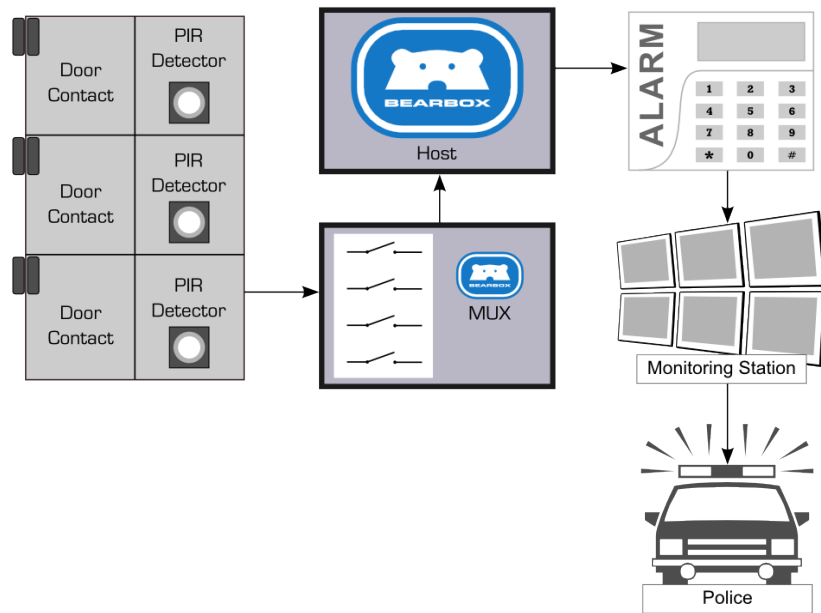 Door
Contact
PIR
Detector
Door
Contact
PIR
Detector
Door
Contact
PIR
Detector
BEARBOX
Host
BEARBOX
MUX
ALARM
1 2 3
4 5 6
7 8 9
* 0 #
Monitoring Station
Police